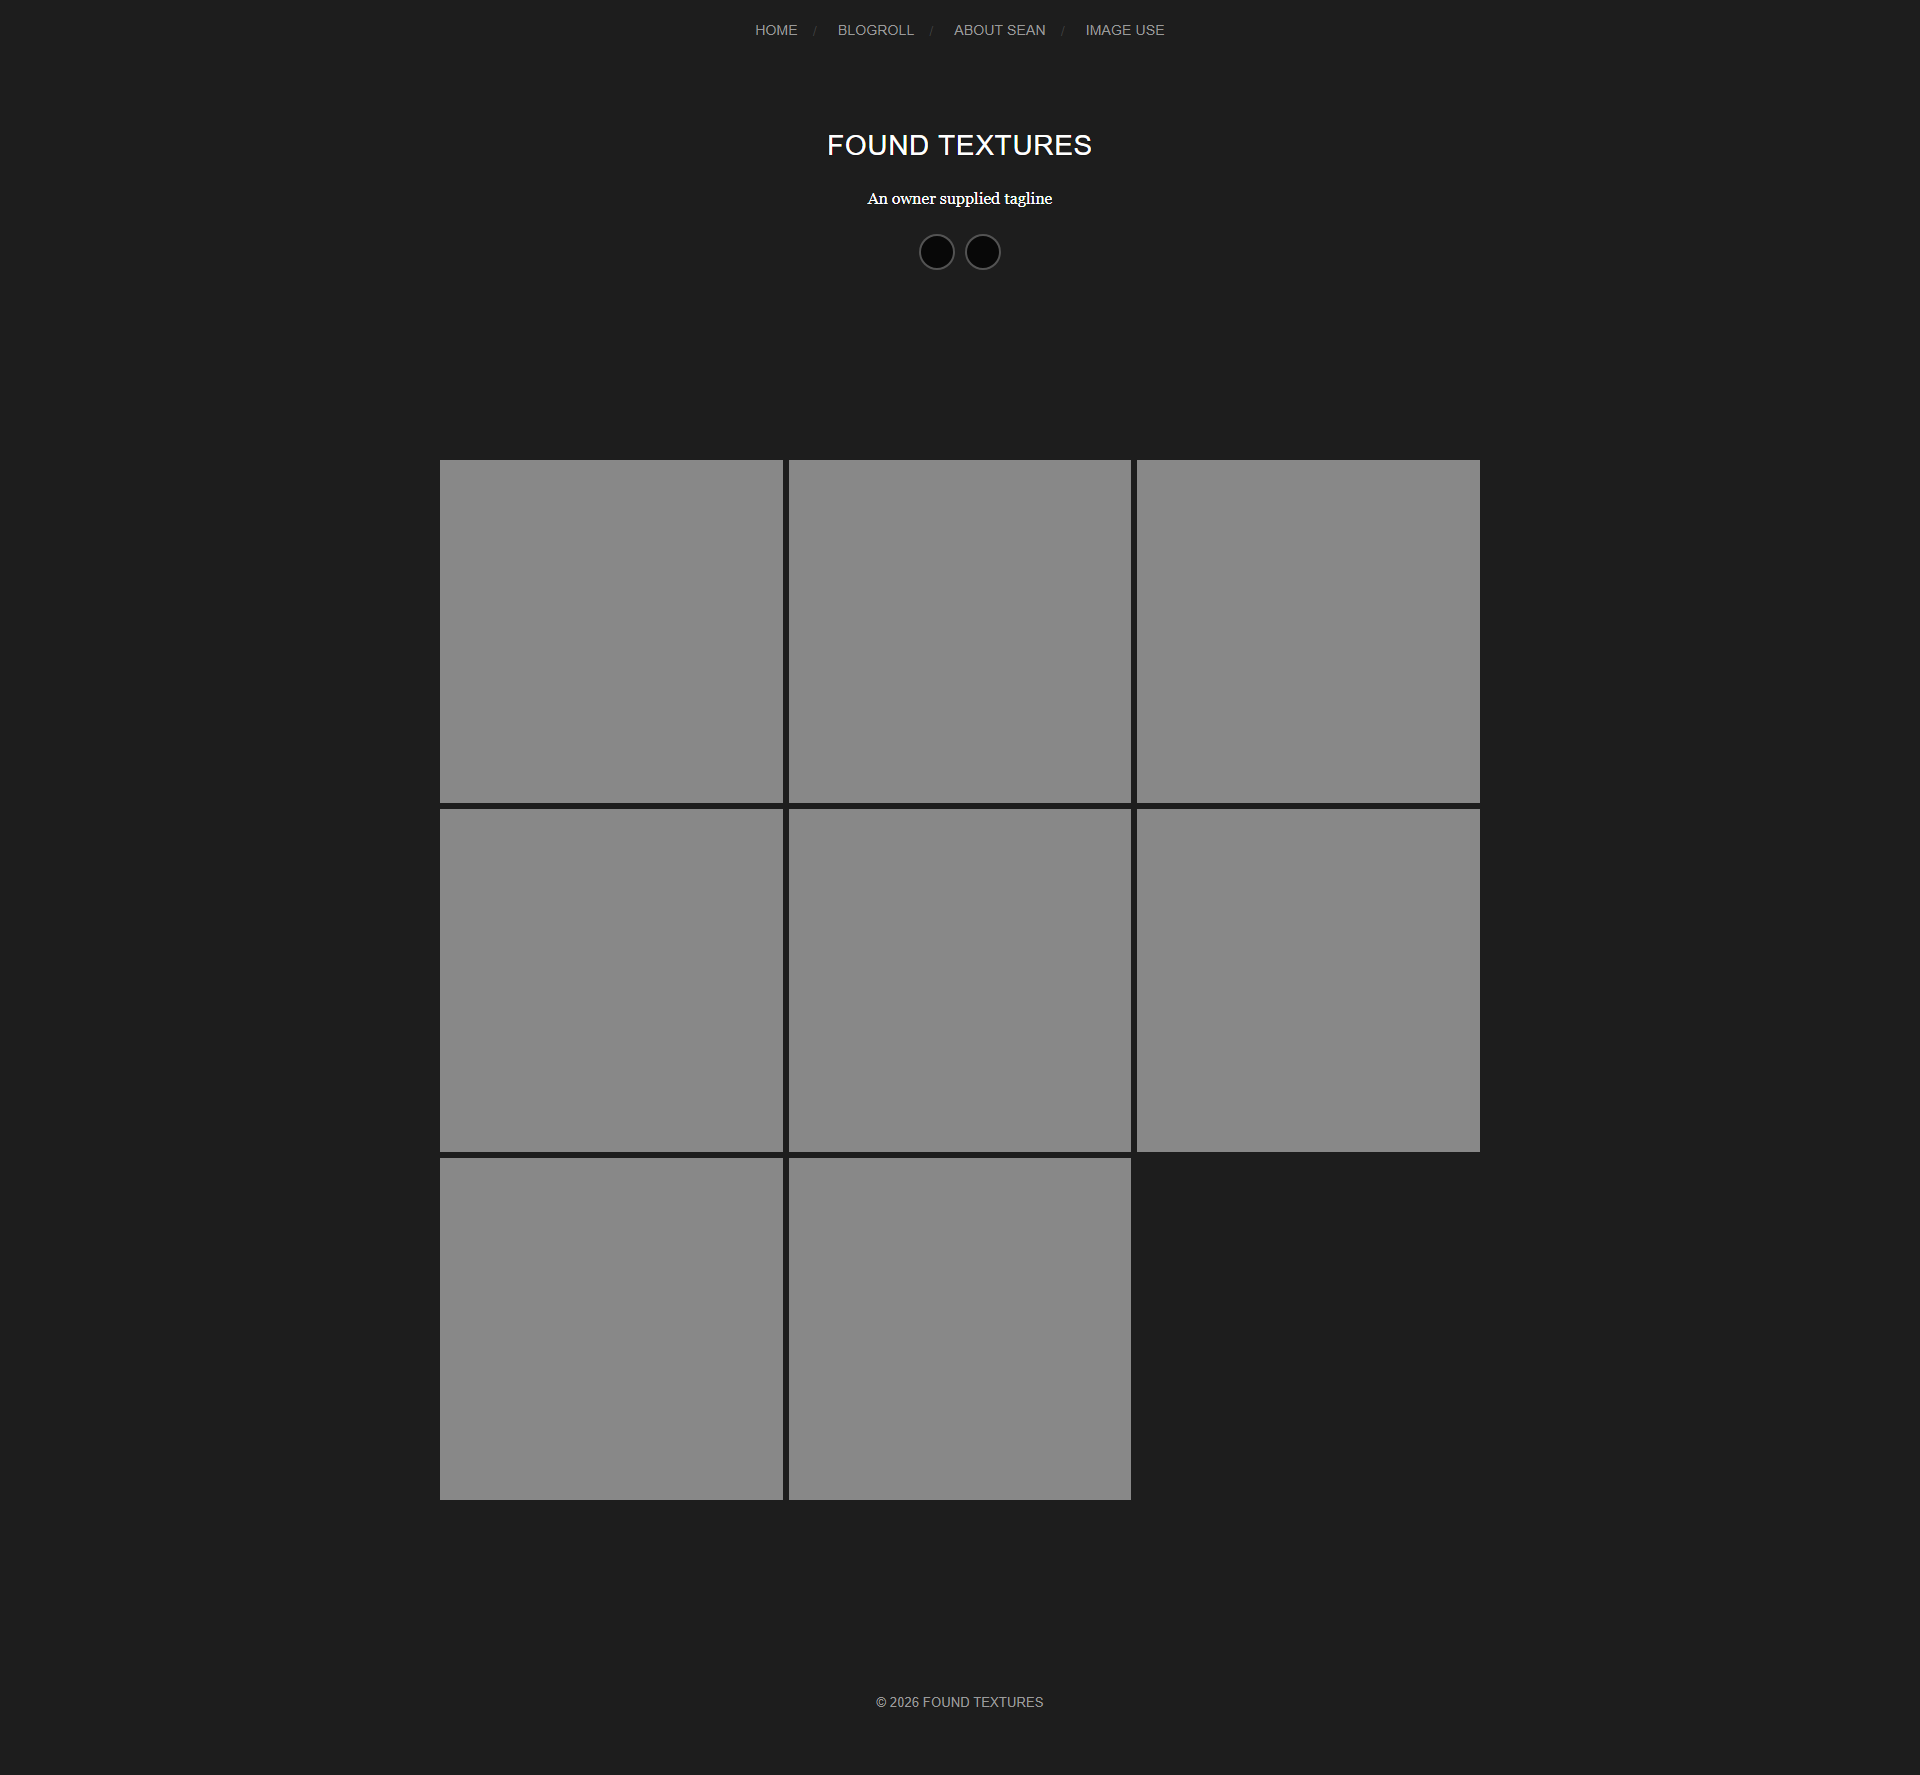 HOME / BLOGROLL / ABOUT SEAN / IMAGE USE
FOUND TEXTURES
An owner supplied tagline
© 2026 FOUND TEXTURES